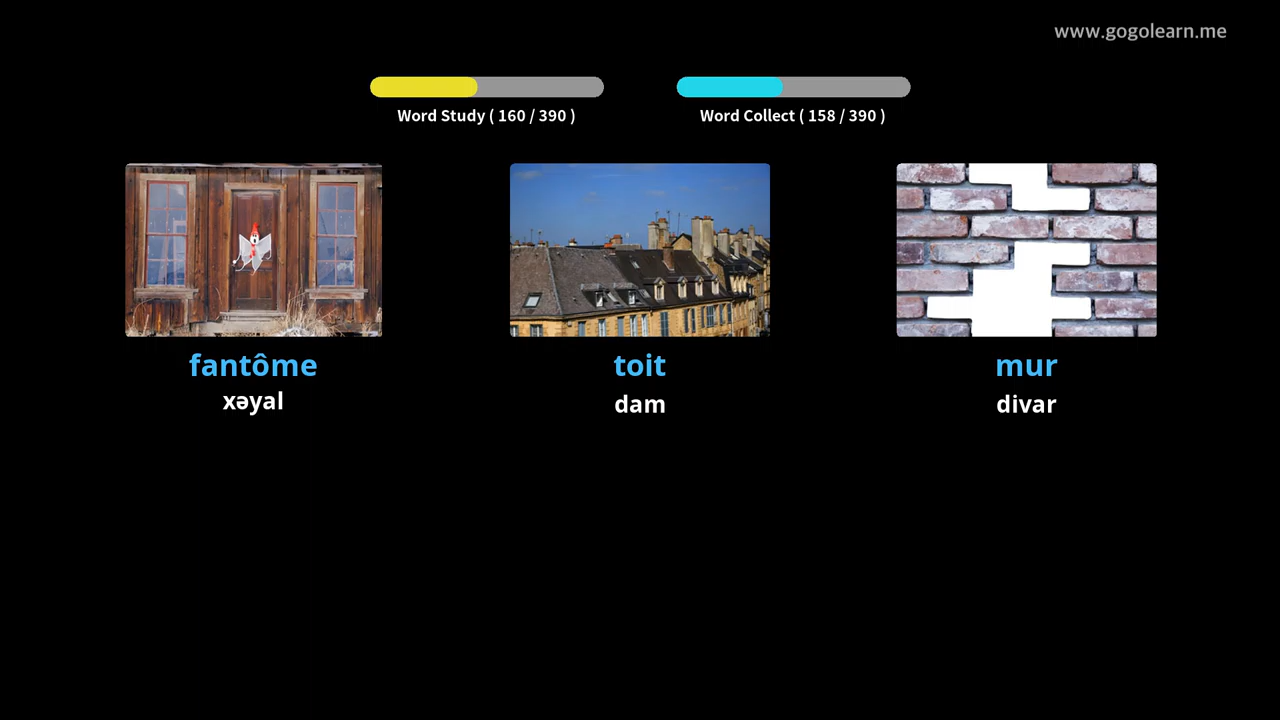 www.gogolearn.me
Word Study ( 160 / 390 )
Word Collect ( 158 / 390 )
fantôme
toit
mur
xəyal
dam
divar